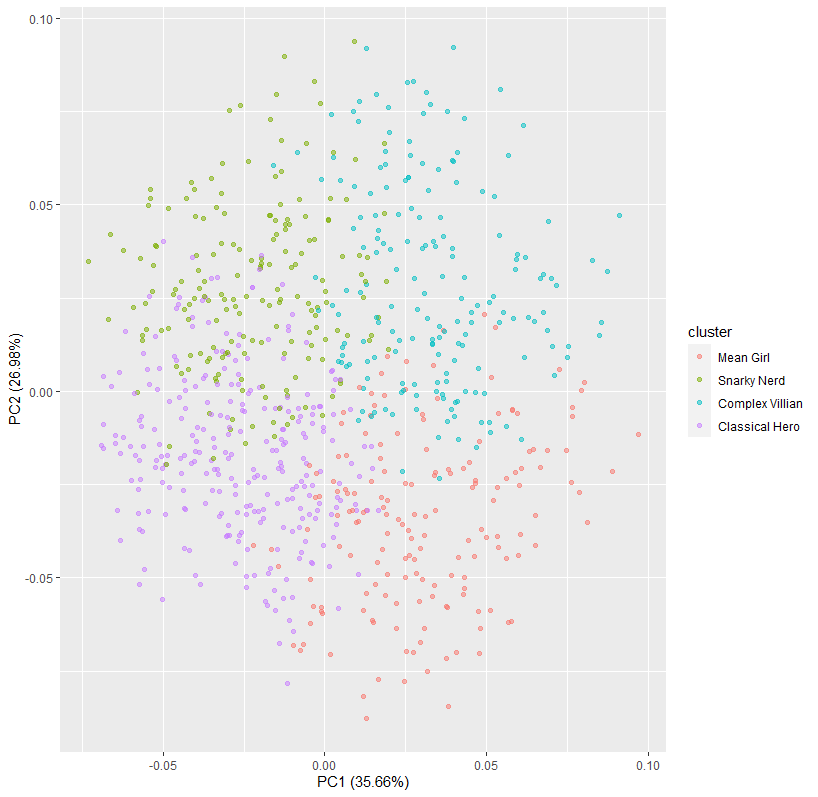 0.10
0.05
0.00
-0.05
PC2 (26.98%)
-0.05
0.00
0.05
0.10
PC1 (35.66%)
cluster
Mean Girl
Snarky Nerd
Complex Villian
Classical Hero